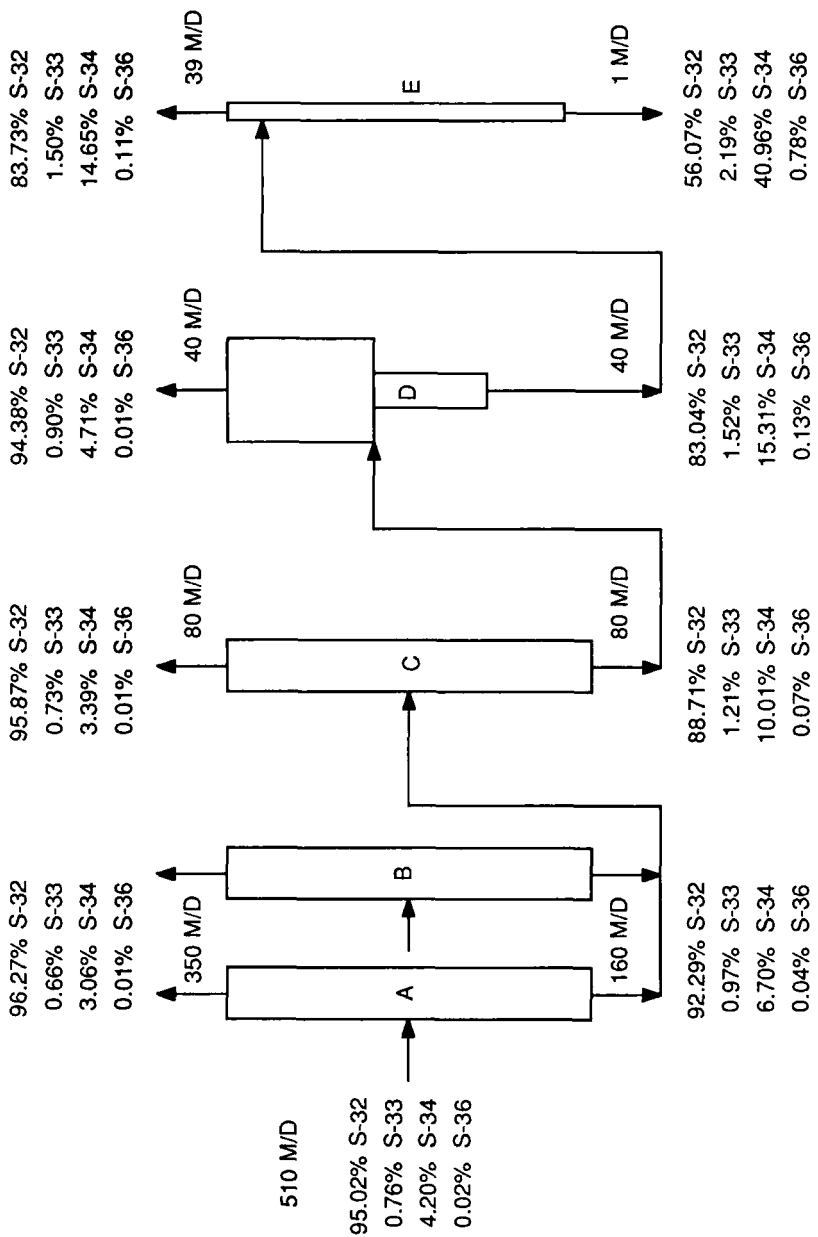 96.27% S-32
0.66% S-33
3.06% S-34
0.01% S-36
350 M/D
95.87% S-32
0.73% S-33
3.39% S-34
0.01% S-36
80 M/D
94.38% S-32
0.90% S-33
4.71% S-34
0.01% S-36
40 M/D
83.73% S-32
1.50% S-33
14.65% S-34
0.11% S-36
39 M/D
510 M/D
95.02% S-32
0.76% S-33
4.20% S-34
0.02% S-36
A
B
C
D
E
160 M/D
92.29% S-32
0.97% S-33
6.70% S-34
0.04% S-36
80 M/D
88.71% S-32
1.21% S-33
10.01% S-34
0.07% S-36
40 M/D
83.04% S-32
1.52% S-33
15.31% S-34
0.13% S-36
1 M/D
56.07% S-32
2.19% S-33
40.96% S-34
0.78% S-36